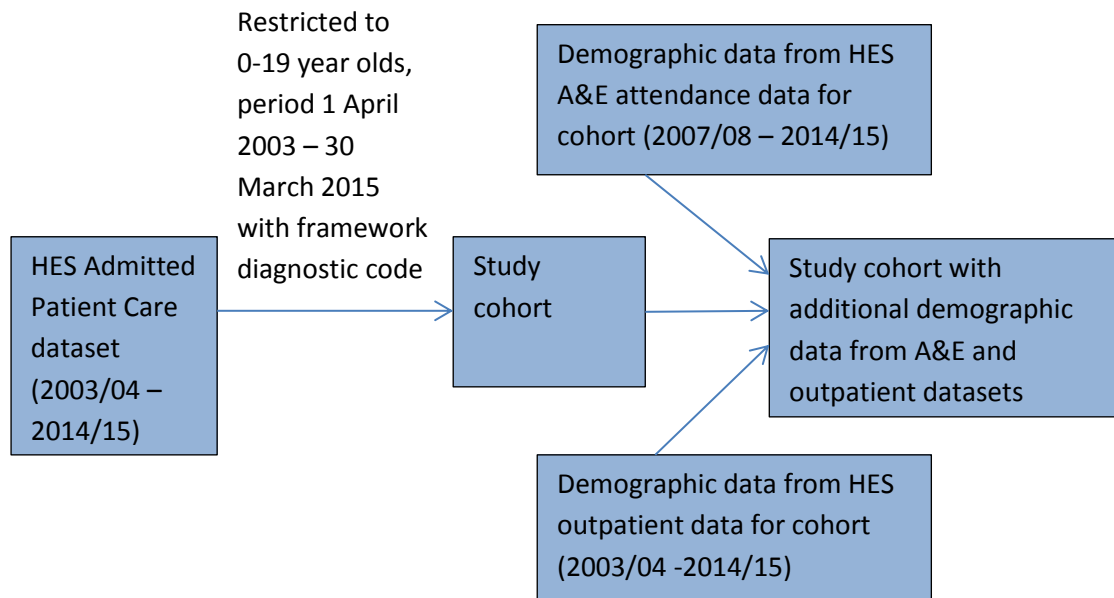 Restricted to
0-19 year olds,
period 1 April
2003 – 30
March 2015
with framework
diagnostic code
HES Admitted
Patient Care
dataset
(2003/04 –
2014/15)
Study
cohort
Demographic data from HES
A&E attendance data for
cohort (2007/08 – 2014/15)
Study cohort with
additional demographic
data from A&E and
outpatient datasets
Demographic data from HES
outpatient data for cohort
(2003/04 -2014/15)